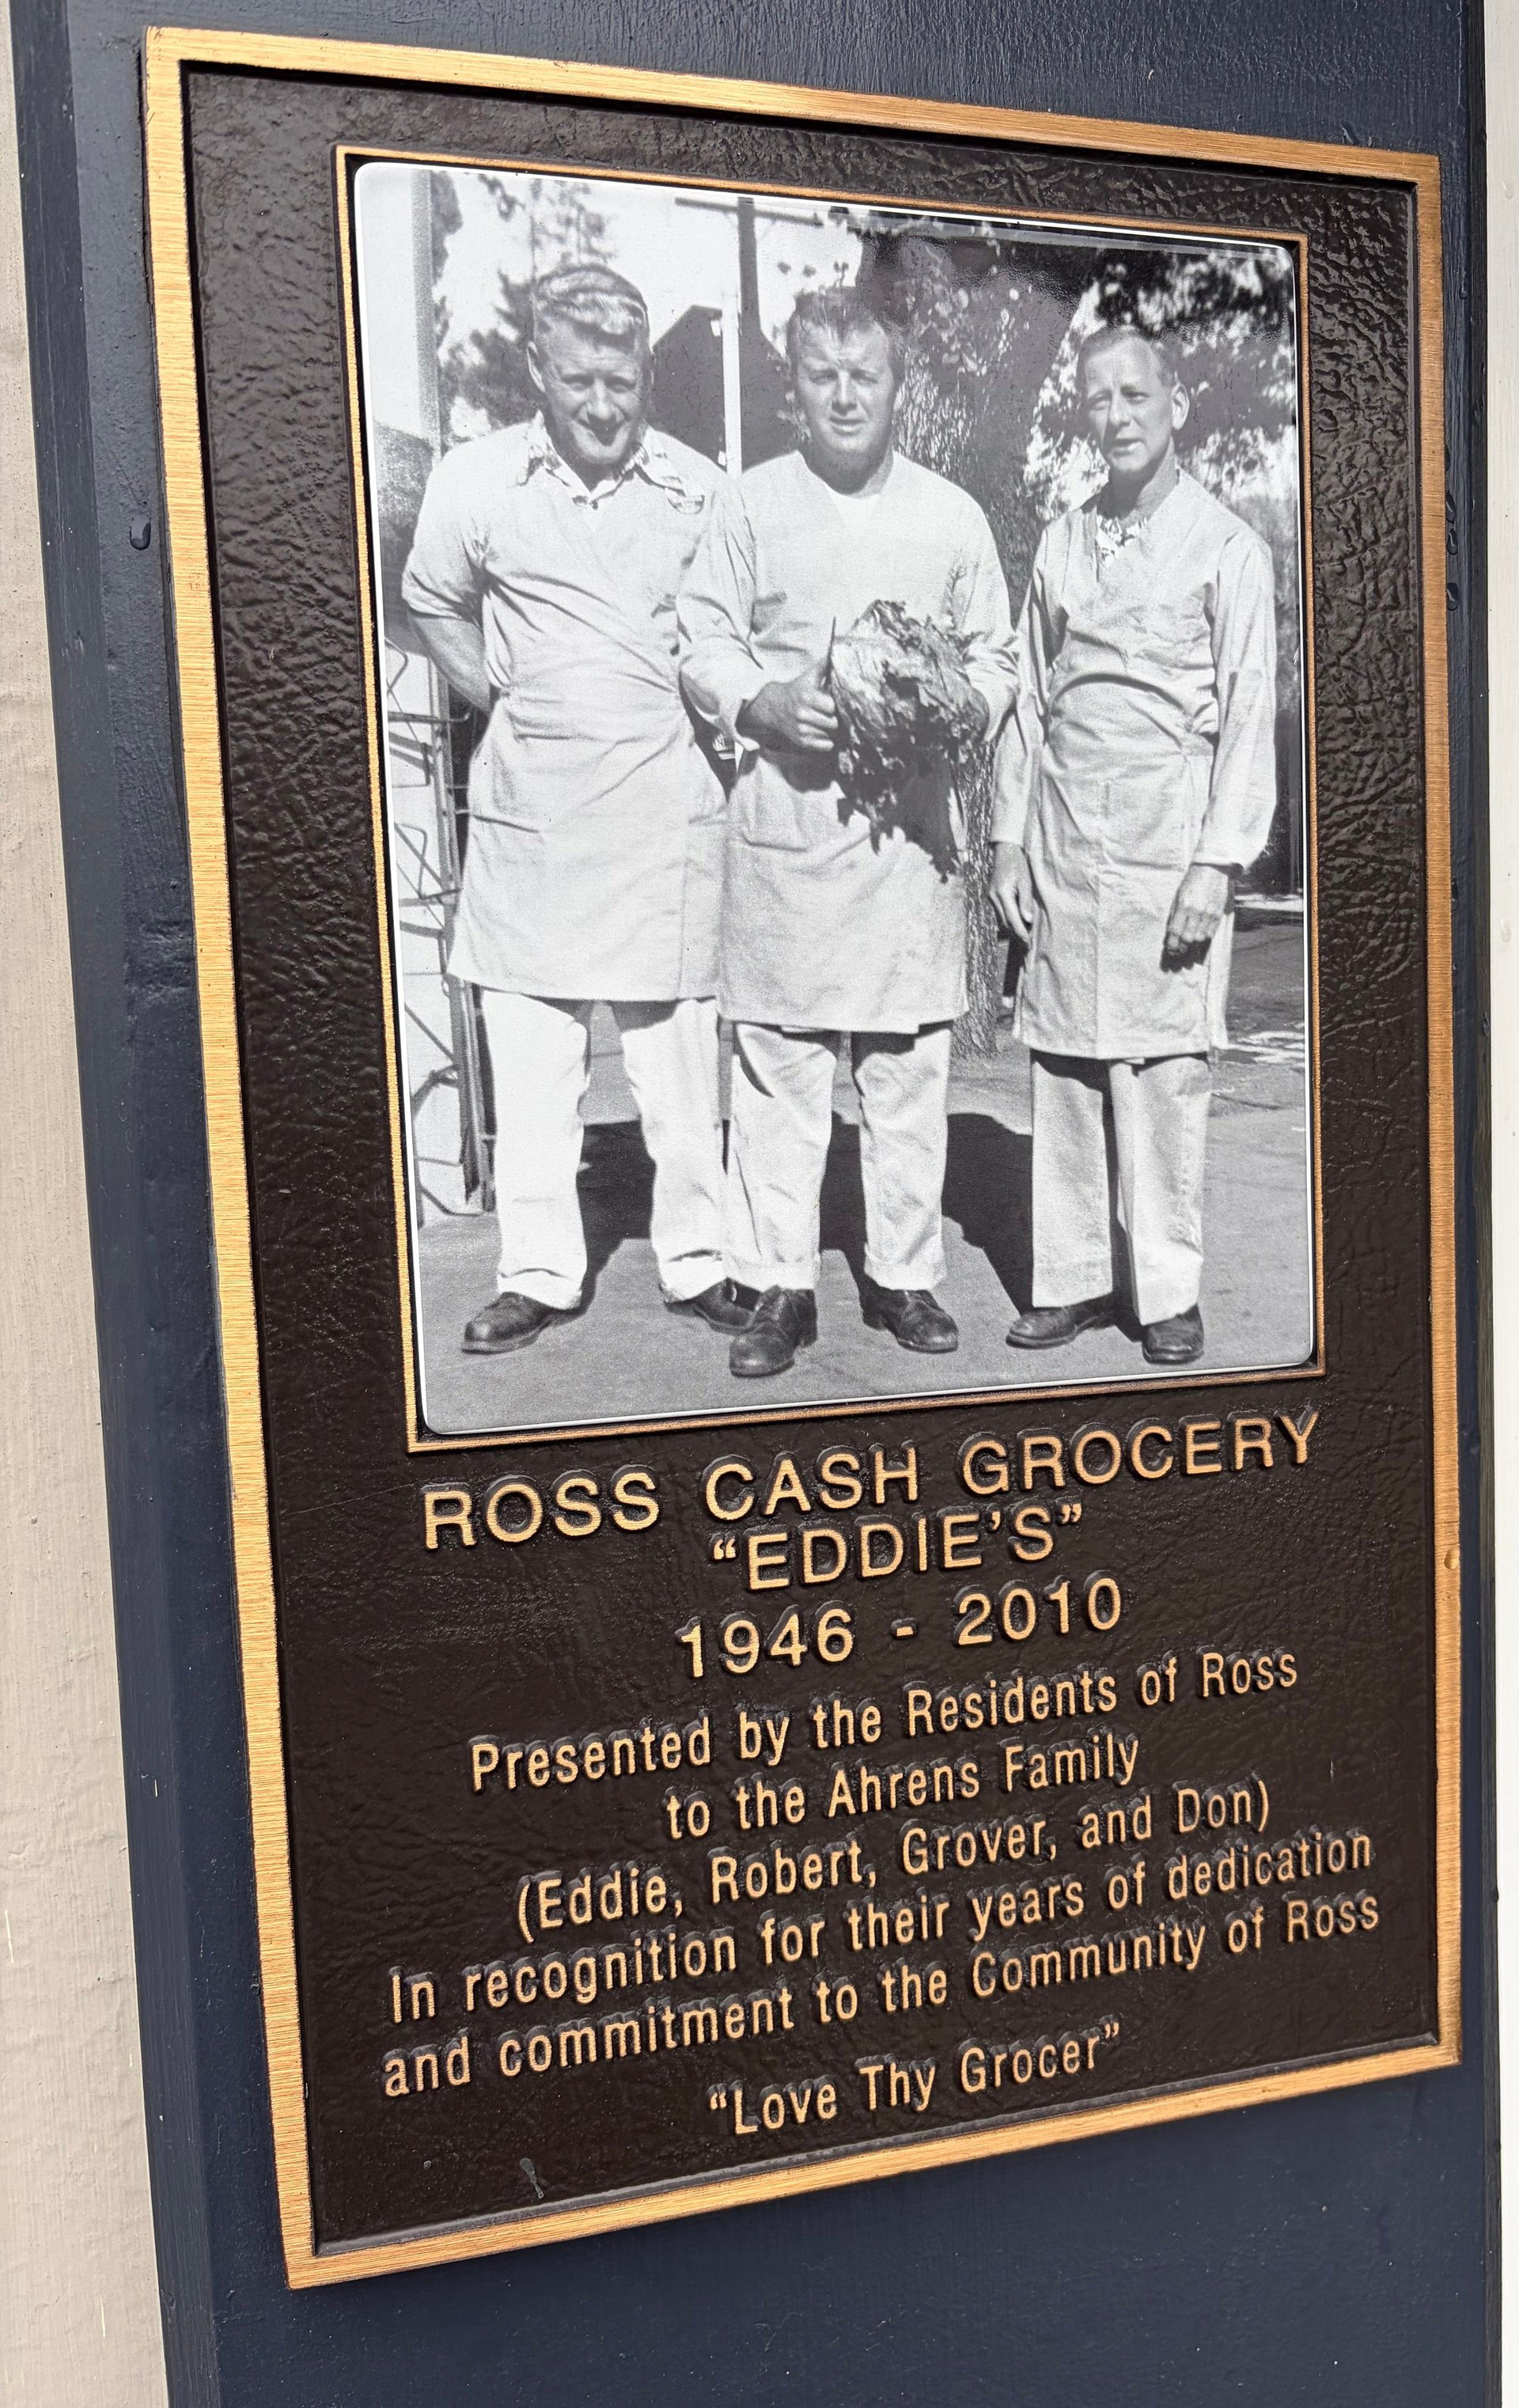 ROSS CASH GROCERY
“EDDIE’S”
1946 - 2010
Presented by the Residents of Ross
to the Ahrens Family
(Eddie, Robert, Grover, and Don)
In recognition for their years of dedication
and commitment to the Community of Ross
“Love Thy Grocer”